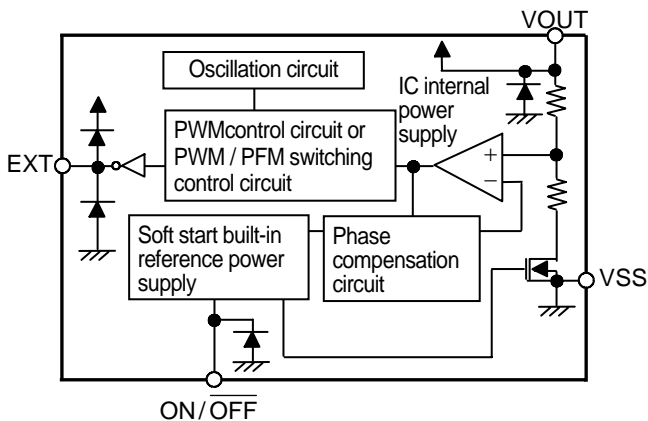 VOUT
Oscillation circuit
IC internal
power
supply
PWMcontrol circuit or
PWM / PFM switching
control circuit
EXT
+
−
Soft start built-in
reference power
supply
Phase
compensation
circuit
VSS
ON/O̅F̅F̅